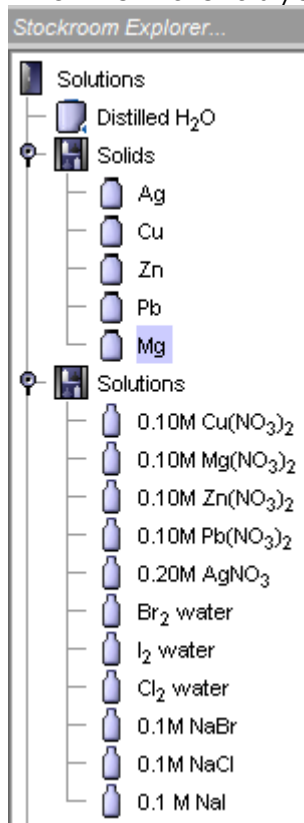 Stockroom Explorer...
Solutions
Distilled H₂O
Solids
Ag
Cu
Zn
Pb
Mg
Solutions
0.10M Cu(NO₃)₂
0.10M Mg(NO₃)₂
0.10M Zn(NO₃)₂
0.10M Pb(NO₃)₂
0.20M AgNO₃
Br₂ water
I₂ water
Cl₂ water
0.1M NaBr
0.1M NaCl
0.1 M NaI